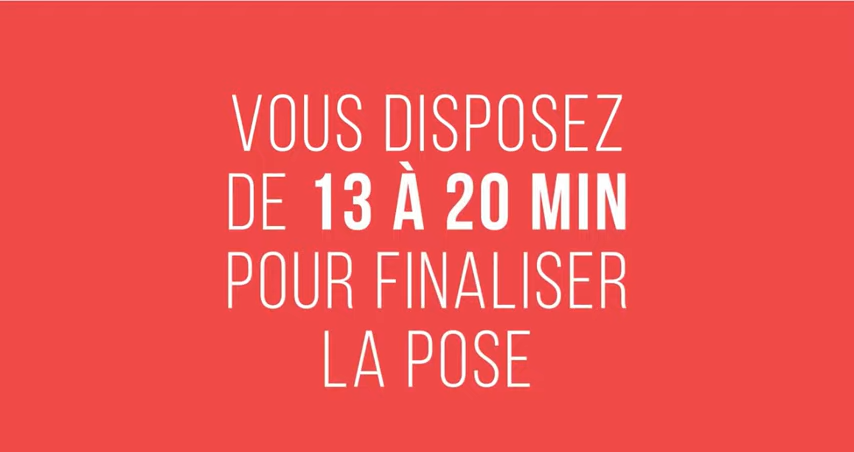 VOUS DISPOSEZ
DE 13 À 20 MIN
POUR FINALISER
LA POSE